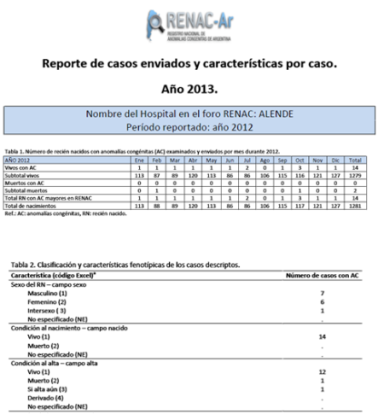 RENAC-Ar
REGISTRO NACIONAL DE
ANOMALÍAS CONGÉNITAS DE ARGENTINA
Reporte de casos enviados y características por caso.
Año 2013.
Nombre del Hospital en el foro RENAC: ALENDE
Período reportado: año 2012
Tabla 1. Número de recién nacidos con anomalías congénitas (AC) examinados y enviados por mes durante 2012.
AÑO 2012 Ene Feb Mar Abr May Jun Jul Ago Sep Oct Nov Dic Total
Vivos con AC 1 1 1 1 1 1 2 0 1 3 1 1 14
Subtotal vivos 113 87 89 120 113 86 86 106 115 116 121 127 1279
Muertos con AC 0 0 0 0 0 0 0 0 0 0 0 0 0
Subtotal muertos 0 1 0 0 0 0 0 0 0 0 0 0 2
Total RN con AC mayores en RENAC 1 1 1 1 1 1 2 0 1 3 1 1 14
Total de nacimientos 113 88 89 120 113 86 86 106 115 117 121 127 1281
Ref.: AC: anomalías congénitas, RN: recién nacido.
Tabla 2. Clasificación y características fenotípicas de los casos descriptos.
Característica (código Excel) Número de casos con AC
Sexo del RN – campo sexo
Masculino (1) 7
Femenino (2) 6
Intersexo (3) 1
No especificado (NE) .
Condición al nacimiento – campo nacido
Vivo (1) 14
Muerto (2) .
No especificado (NE) .
Condición al alta – campo alta
Vivo (1) 12
Muerto (2) 1
Si alta aún (3) 1
Derivado (4) .
No especificado (NE) .